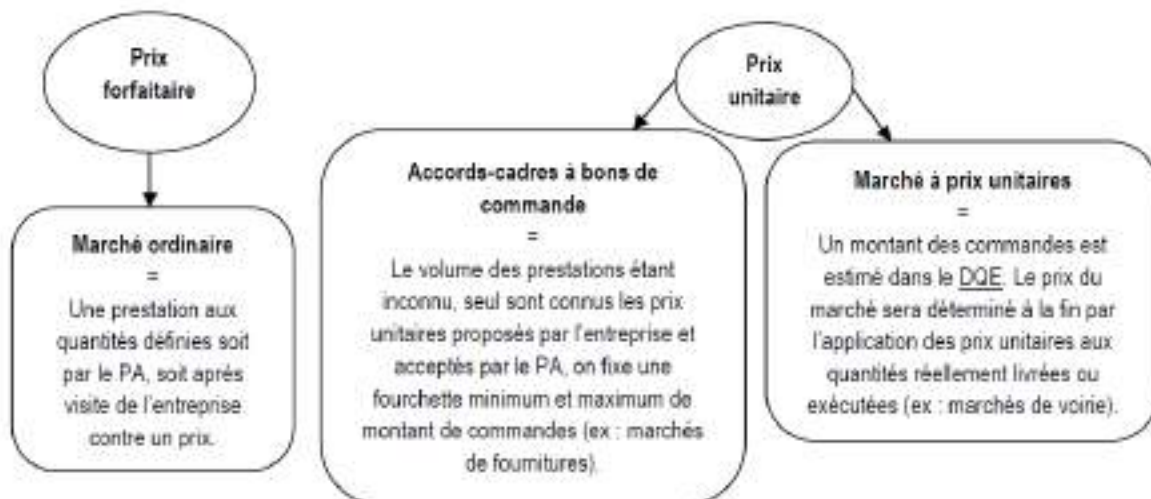 Prix
forfaitaire
Prix
unitaire
Marché ordinaire
=
Une prestation aux
quantités définies soit
par le PA, soit après
visite de l'entreprise
contre un prix.
Accords-cadres à bons de
commande
=
Le volume des prestations étant
inconnu, seul sont connus les prix
unitaires proposés par l'entreprise et
acceptés par le PA, on fixe une
fourchette minimum et maximum de
montant de commandes (ex : marchés
de fournitures).
Marché à prix unitaires
=
Un montant des commandes est
estimé dans le DQE. Le prix du
marché sera déterminé à la fin par
l'application des prix unitaires aux
quantités réellement livrées ou
exécutées (ex : marchés de voirie).